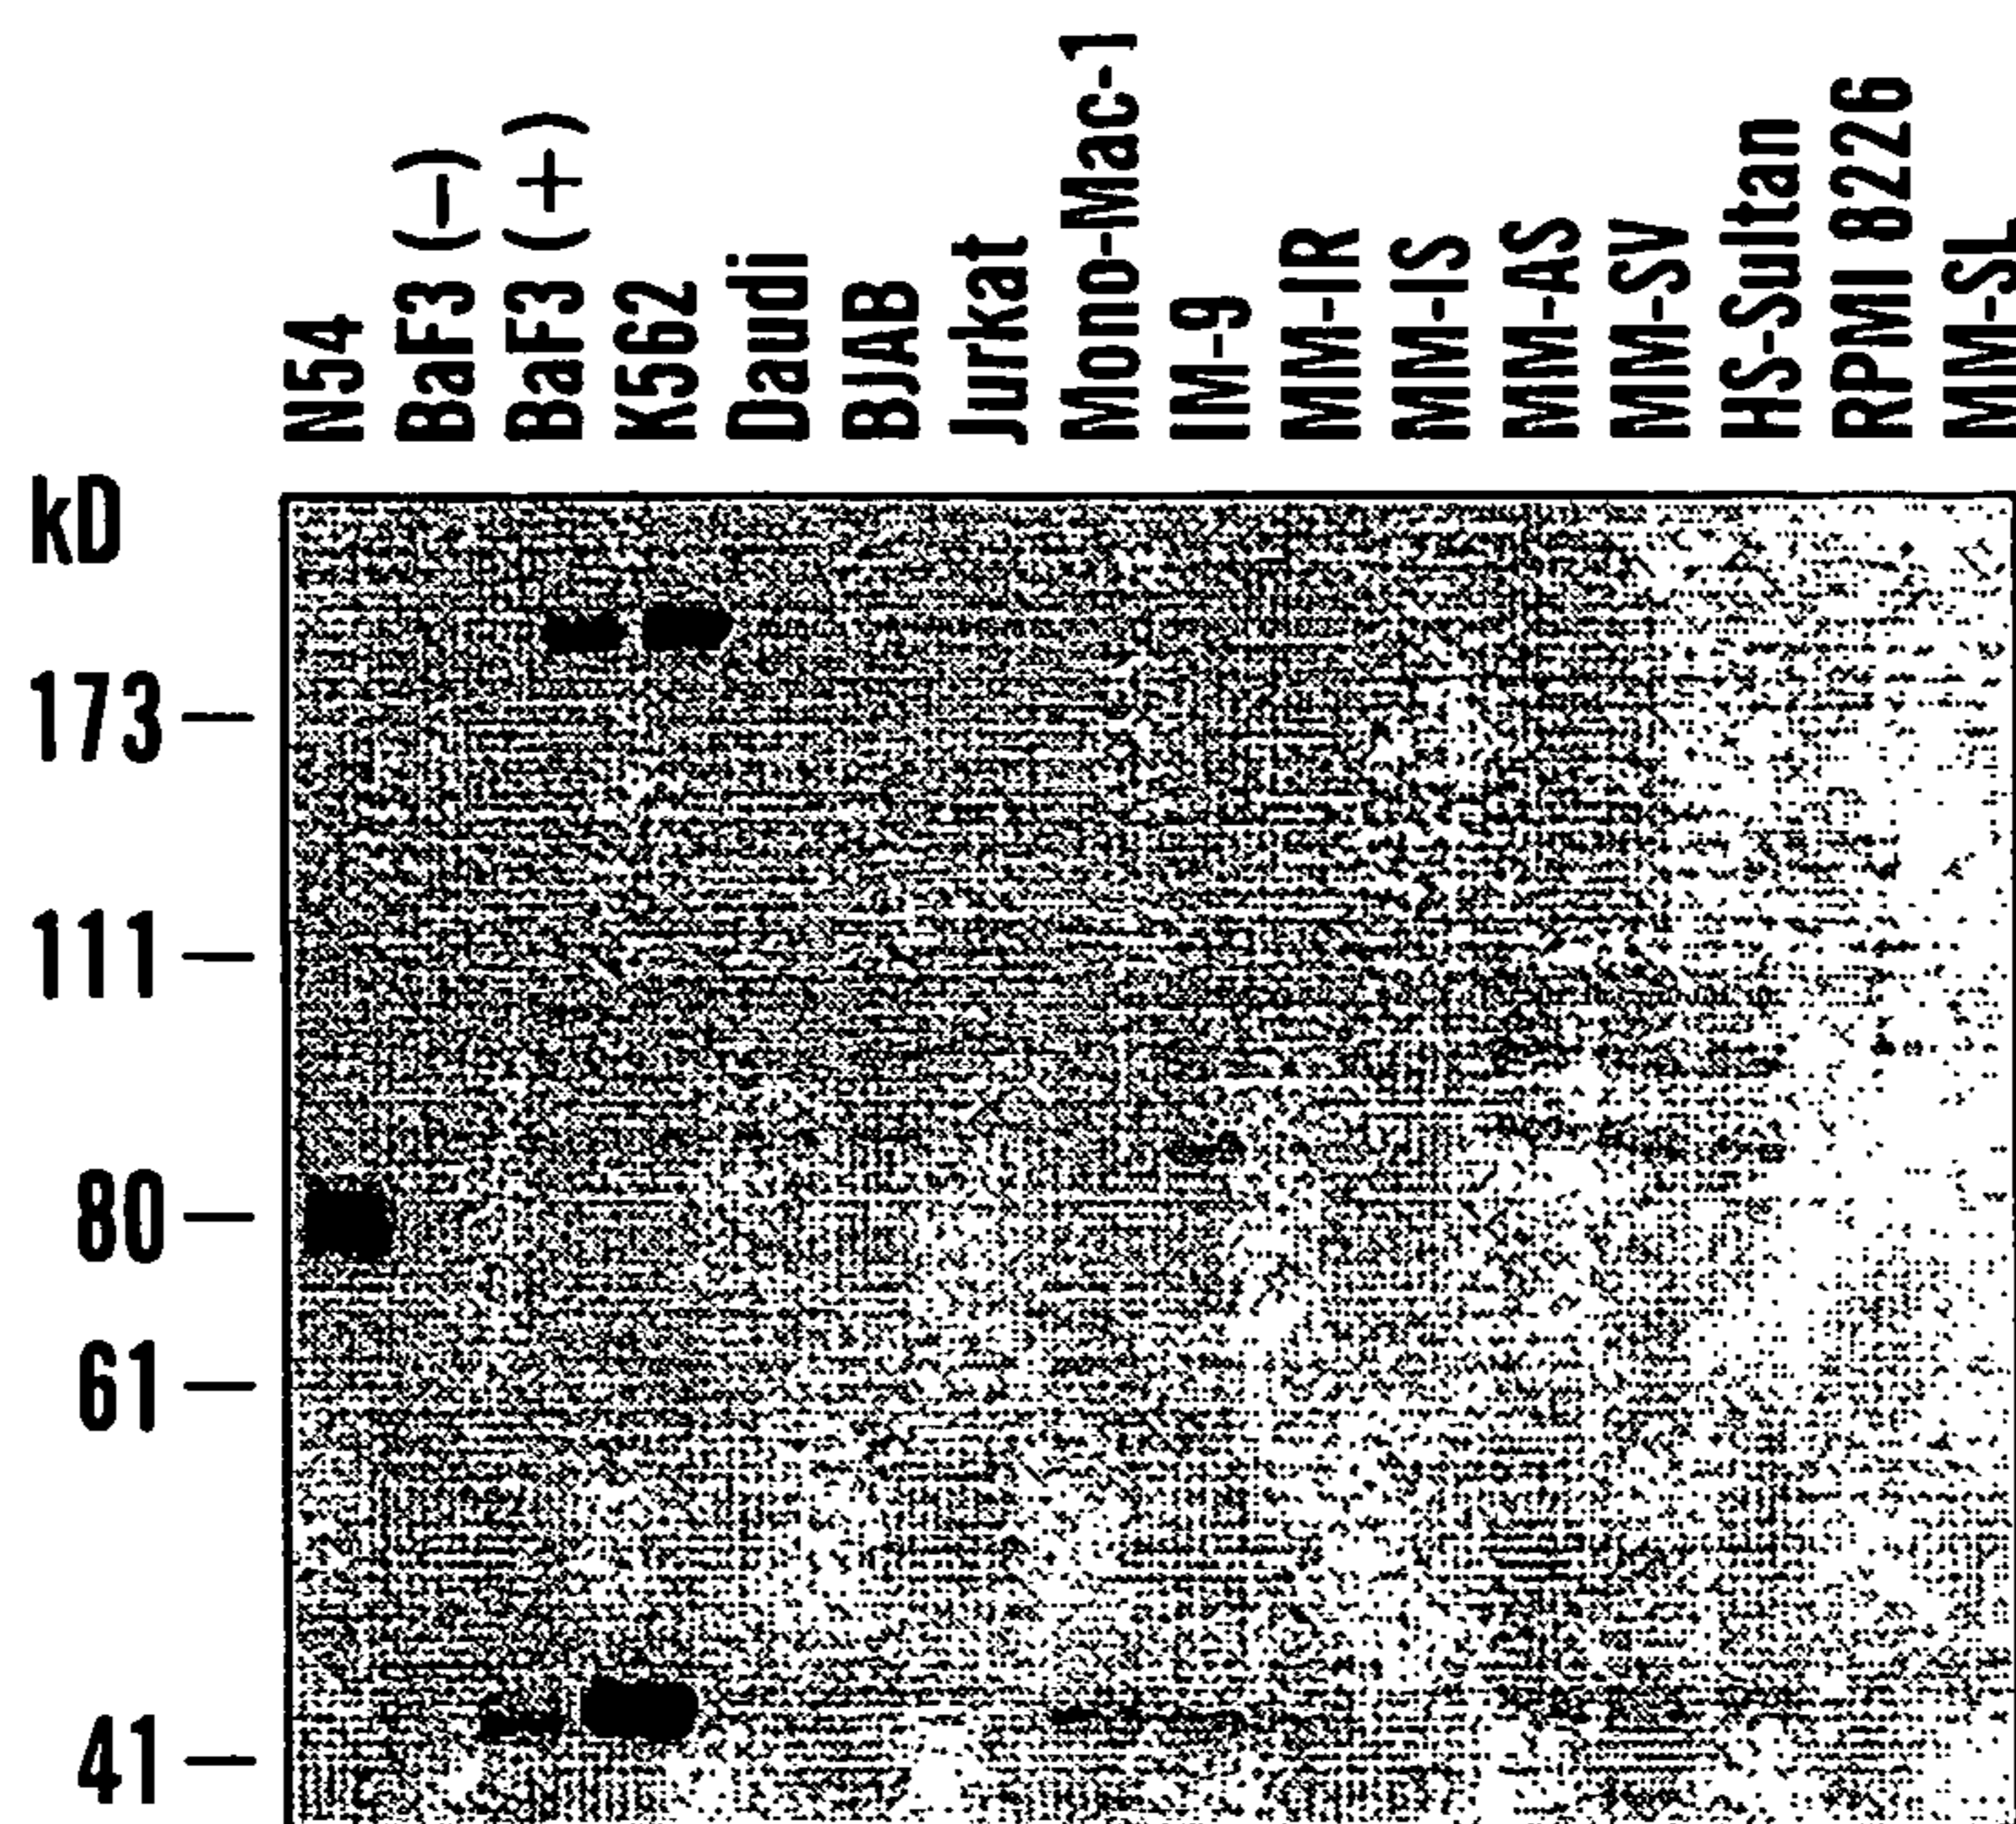 N54
BaF3 (-)
BaF3 (+)
K562
Daudi
BJAB
Jurkat
Mono-Mac-1
IM-9
MM-IR
MM-IS
MM-AS
MM-SV
HS-Sultan
RPMI 8226
MM-SL
kD
173
111
80
61
41